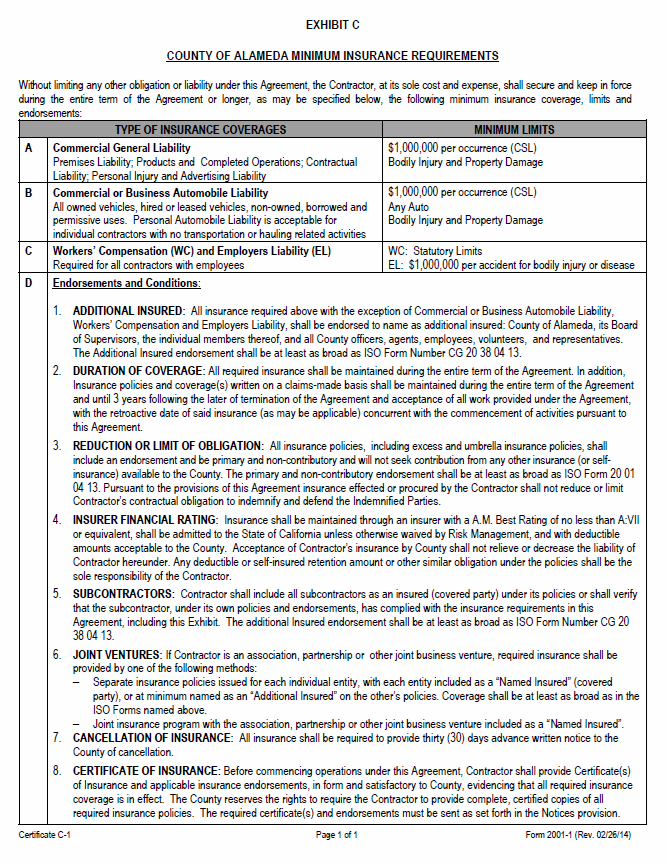 EXHIBIT C
COUNTY OF ALAMEDA MINIMUM INSURANCE REQUIREMENTS
Without limiting any other obligation or liability under this Agreement, the Contractor, at its sole cost and expense, shall secure and keep in force
during the entire term of the Agreement or longer, as may be specified below, the following minimum insurance coverage, limits and
endorsements:
TYPE OF INSURANCE COVERAGES MINIMUM LIMITS
A Commercial General Liability $1,000,000 per occurrence (CSL)
Premises Liability; Products and Completed Operations; Contractual Bodily Injury and Property Damage
Liability; Personal Injury and Advertising Liability
B Commercial or Business Automobile Liability $1,000,000 per occurrence (CSL)
All owned vehicles, hired or leased vehicles, non-owned, borrowed and Any Auto
permissive uses. Personal Automobile Liability is acceptable for Bodily Injury and Property Damage
individual contractors with no transportation or hauling related activities
C Workers' Compensation (WC) and Employers Liability (EL) WC: Statutory Limits
Required for all contractors with employees EL: $1,000,000 per accident for bodily injury or disease
D Endorsements and Conditions:
1. ADDITIONAL INSURED: All insurance required above with the exception of Commercial or Business Automobile Liability,
Workers' Compensation and Employers Liability, shall be endorsed to name as additional insured: County of Alameda, its Board
of Supervisors, the individual members thereof, and all County officers, agents, employees, volunteers, and representatives.
The Additional Insured endorsement shall be at least as broad as ISO Form Number CG 20 38 04 13.
2. DURATION OF COVERAGE: All required insurance shall be maintained during the entire term of the Agreement. In addition,
Insurance policies and coverage(s) written on a claims-made basis shall be maintained during the entire term of the Agreement
and until 3 years following the later of termination of the Agreement and acceptance of all work provided under the Agreement,
with the retroactive date of said insurance (as may be applicable) concurrent with the commencement of activities pursuant to
this Agreement.
3. REDUCTION OR LIMIT OF OBLIGATION: All insurance policies, including excess and umbrella insurance policies, shall
include an endorsement and be primary and non-contributory and will not seek contribution from any other insurance (or self-
insurance) available to the County. The primary and non-contributory endorsement shall be at least as broad as ISO Form 20 01
04 13. Pursuant to the provisions of this Agreement insurance effected or procured by the Contractor shall not reduce or limit
Contractor's contractual obligation to indemnify and defend the Indemnified Parties.
4. INSURER FINANCIAL RATING: Insurance shall be maintained through an insurer with a A.M. Best Rating of no less than A:VII
or equivalent, shall be admitted to the State of California unless otherwise waived by Risk Management, and with deductible
amounts acceptable to the County. Acceptance of Contractor's insurance by County shall not relieve or decrease the liability of
Contractor hereunder. Any deductible or self-insured retention amount or other similar obligation under the policies shall be the
sole responsibility of the Contractor.
5. SUBCONTRACTORS: Contractor shall include all subcontractors as an insured (covered party) under its policies or shall verify
that the subcontractor, under its own policies and endorsements, has complied with the insurance requirements in this
Agreement, including this Exhibit. The additional Insured endorsement shall be at least as broad as ISO Form Number CG 20
38 04 13.
6. JOINT VENTURES: If Contractor is an association, partnership or other joint business venture, required insurance shall be
provided by one of the following methods:
– Separate insurance policies issued for each individual entity, with each entity included as a "Named Insured" (covered
party), or at minimum named as an "Additional Insured" on the other's policies. Coverage shall be at least as broad as in the
ISO Forms named above.
– Joint insurance program with the association, partnership or other joint business venture included as a "Named Insured".
7. CANCELLATION OF INSURANCE: All insurance shall be required to provide thirty (30) days advance written notice to the
County of cancellation.
8. CERTIFICATE OF INSURANCE: Before commencing operations under this Agreement, Contractor shall provide Certificate(s)
of Insurance and applicable insurance endorsements, in form and satisfactory to County, evidencing that all required insurance
coverage is in effect. The County reserves the rights to require the Contractor to provide complete, certified copies of all
required insurance policies. The required certificate(s) and endorsements must be sent as set forth in the Notices provision.
Certificate C-1 Page 1 of 1 Form 2001-1 (Rev. 02/26/14)